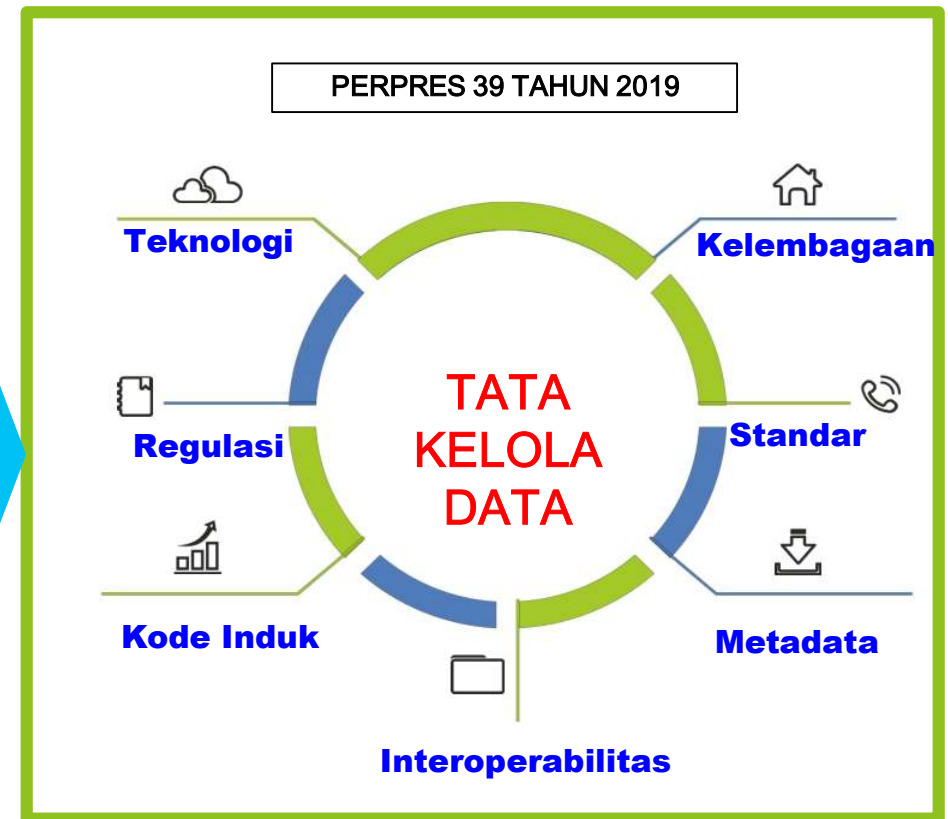 PERPRES 39 TAHUN 2019
Teknologi
Kelembagaan
TATA
KELOLA
DATA
Regulasi
Standar
Kode Induk
Metadata
Interoperabilitas